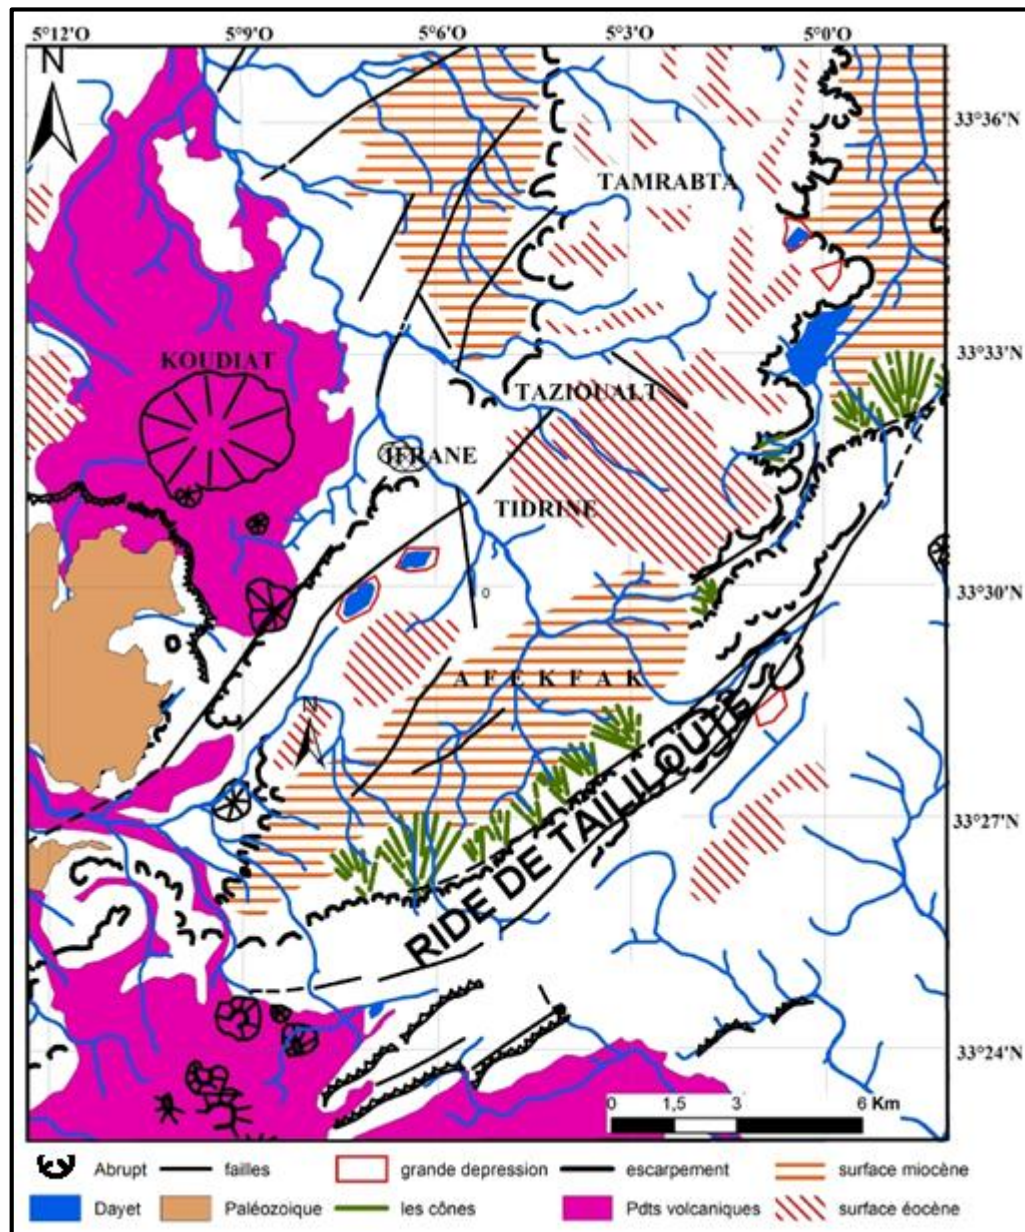 5°12'O 5°9'O 5°6'O 5°3'O 5°0'O
N
33°36'N
TAMRABTA
33°33'N
KOUDIAT
TAZIOUALT
IFRANE
TIDRINE
33°30'N
0
A F E K F A K
N
RIDE DE TAILILOUTE
33°27'N
33°24'N
0 1,5 3 6 Km
Abrupt failles grande depression escarpement surface miocène
Dayet Paléozoique les cônes Pdts volcaniques surface éocène